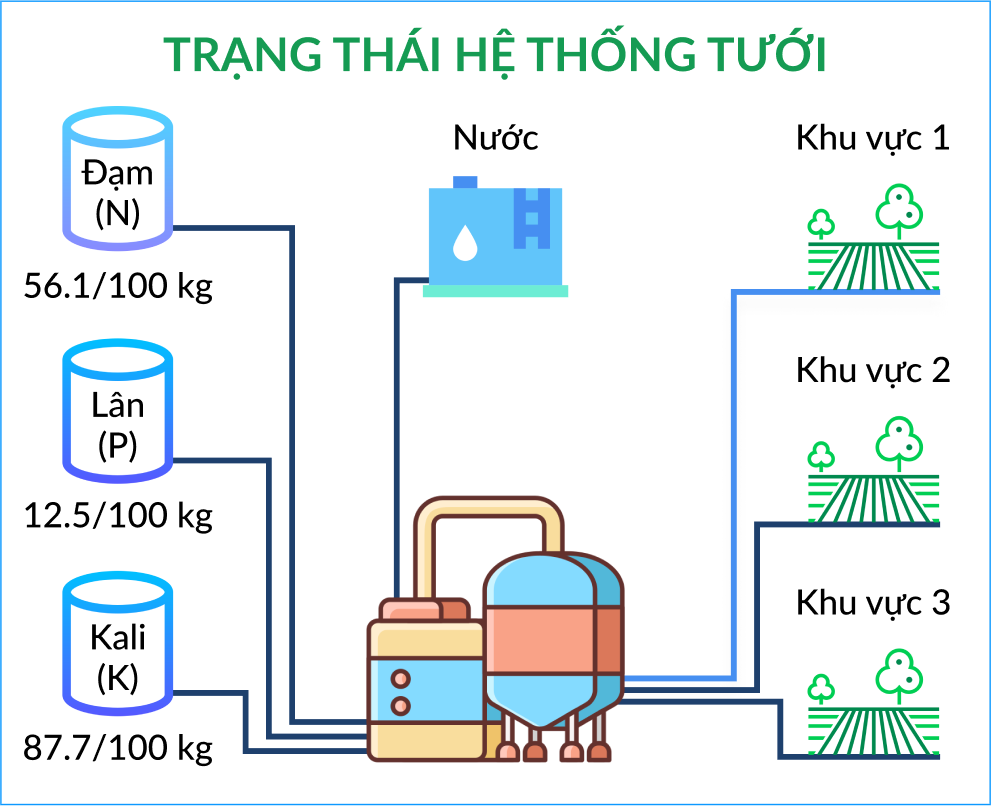 TRẠNG THÁI HỆ THỐNG TƯỚI
Đạm
(N)
56.1/100 kg
Lân
(P)
12.5/100 kg
Kali
(K)
87.7/100 kg
Nước
Khu vực 1
Khu vực 2
Khu vực 3